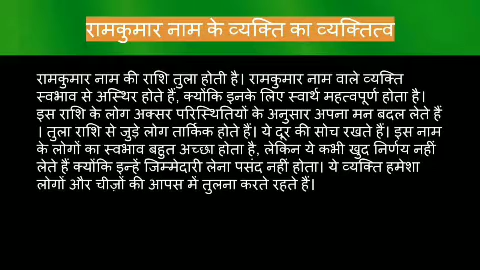 रामकुमार नाम के व्यक्ति का व्यक्तित्व
रामकुमार नाम की राशि तुला होती है। रामकुमार नाम वाले व्यक्ति
स्वभाव से अस्थिर होते हैं, क्योंकि इनके लिए स्वार्थ महत्वपूर्ण होता है।
इस राशि के लोग अक्सर परिस्थितियों के अनुसार अपना मन बदल लेते हैं
। तुला राशि से जुड़े लोग तार्किक होते हैं। ये दूर की सोच रखते हैं। इस नाम
के लोगों का स्वभाव बहुत अच्छा होता है, लेकिन ये कभी खुद निर्णय नहीं
लेते हैं क्योंकि इन्हें जिम्मेदारी लेना पसंद नहीं होता। ये व्यक्ति हमेशा
लोगों और चीज़ों की आपस में तुलना करते रहते हैं।